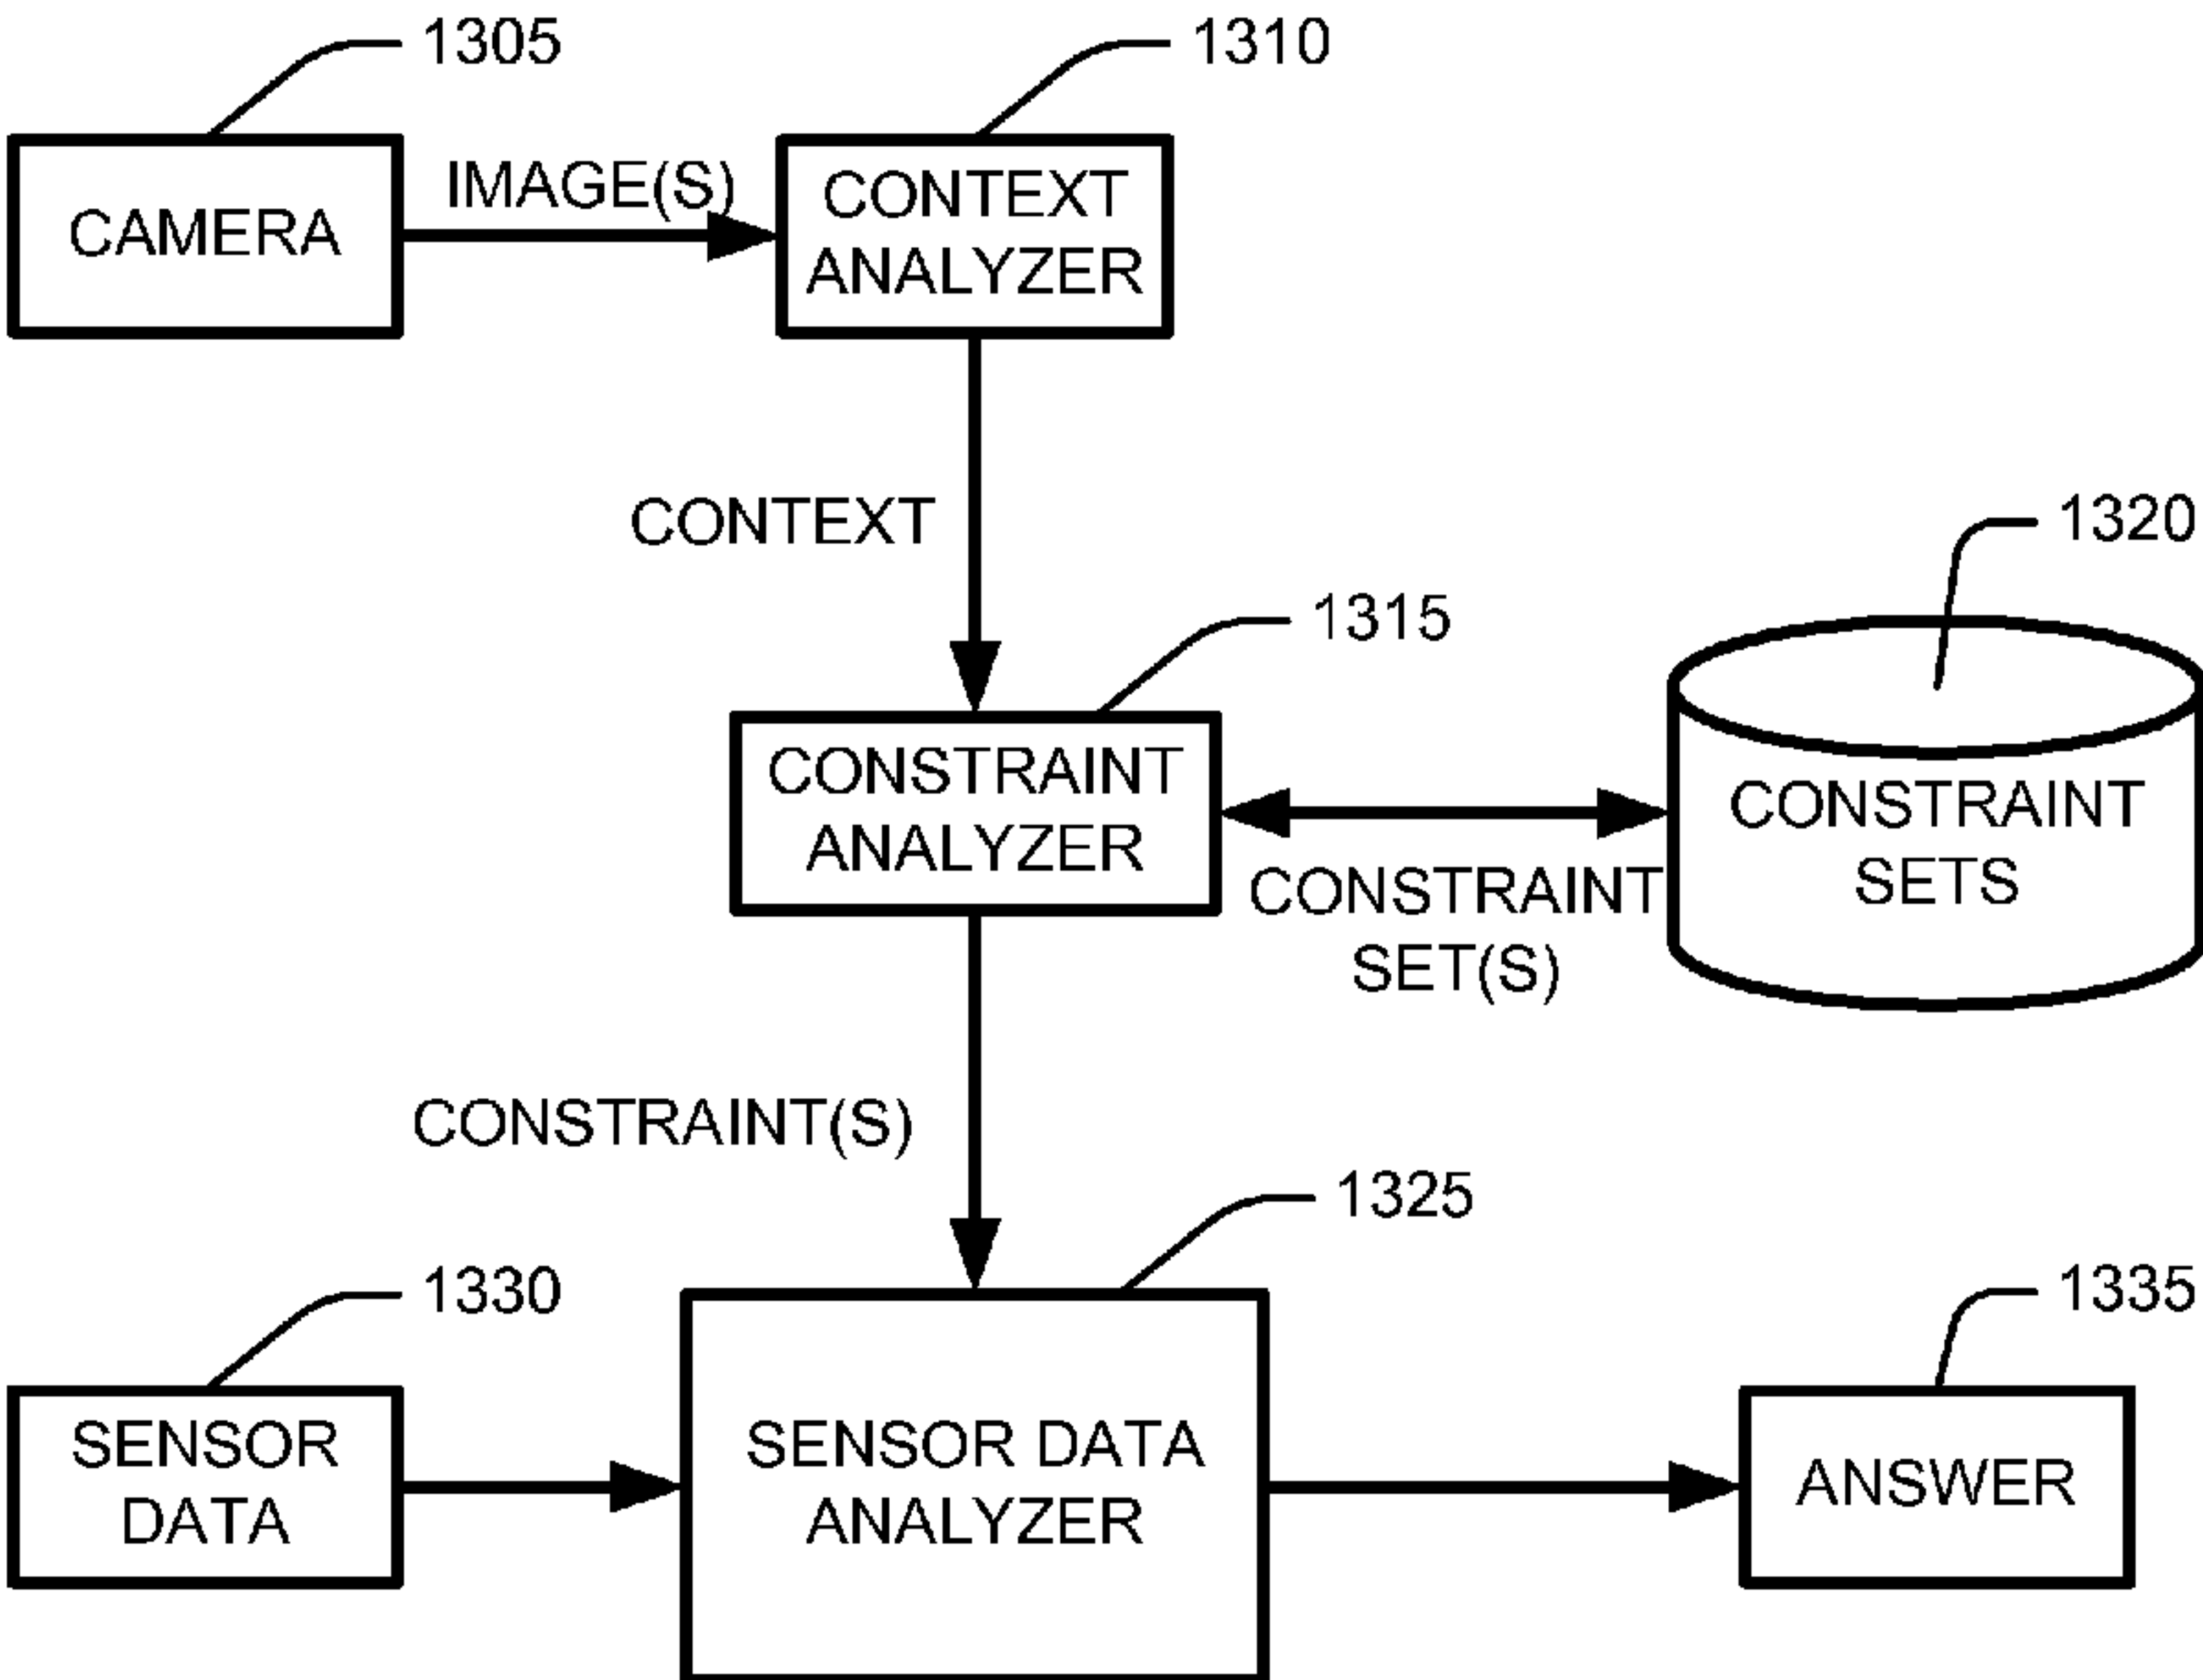 1305
1310
CAMERA
IMAGE(S)
CONTEXT
ANALYZER
CONTEXT
1320
1315
CONSTRAINT
ANALYZER
CONSTRAINT
SET(S)
CONSTRAINT
SETS
CONSTRAINT(S)
1325
1330
1335
SENSOR
DATA
SENSOR DATA
ANALYZER
ANSWER